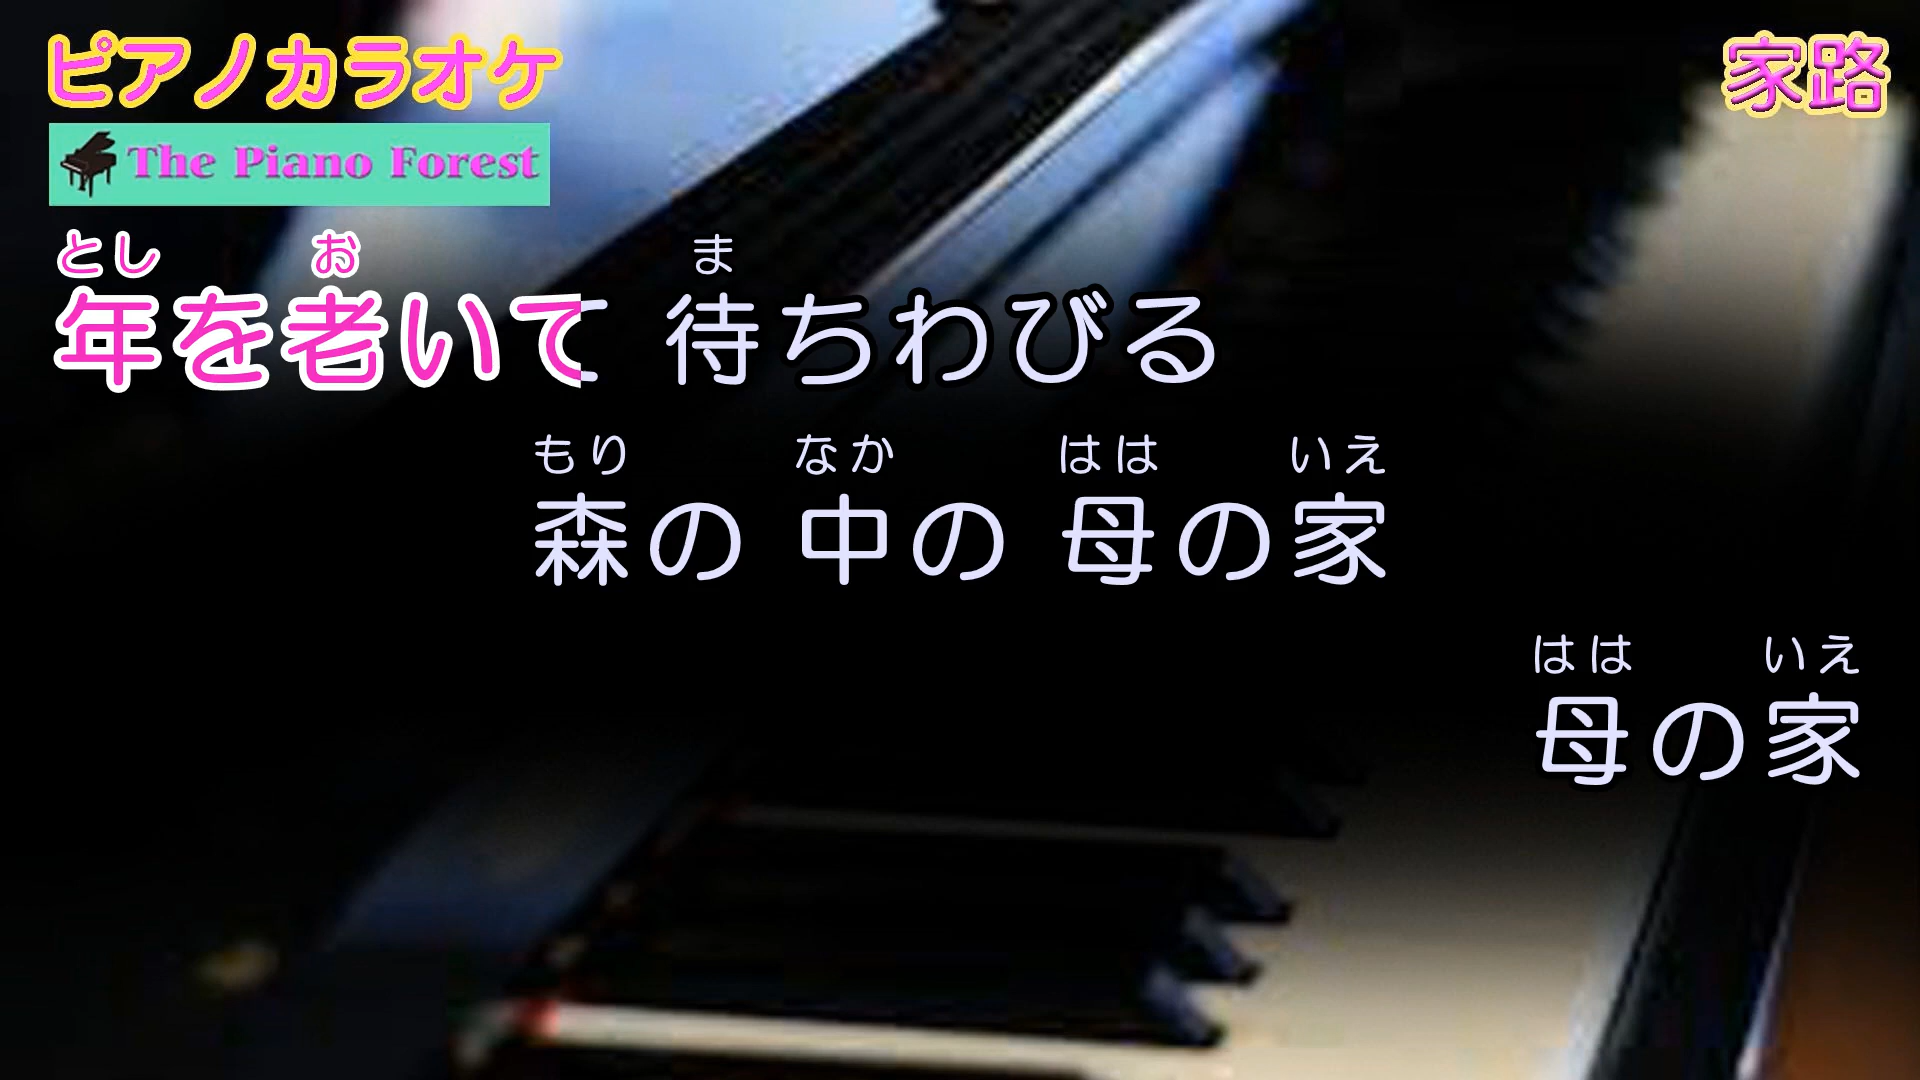 ピアノカラオケ
家路
The Piano Forest
とし お ま
年を老いて 待ちわびる
もり なか はは いえ
森の 中の 母の家
はは いえ
母の家